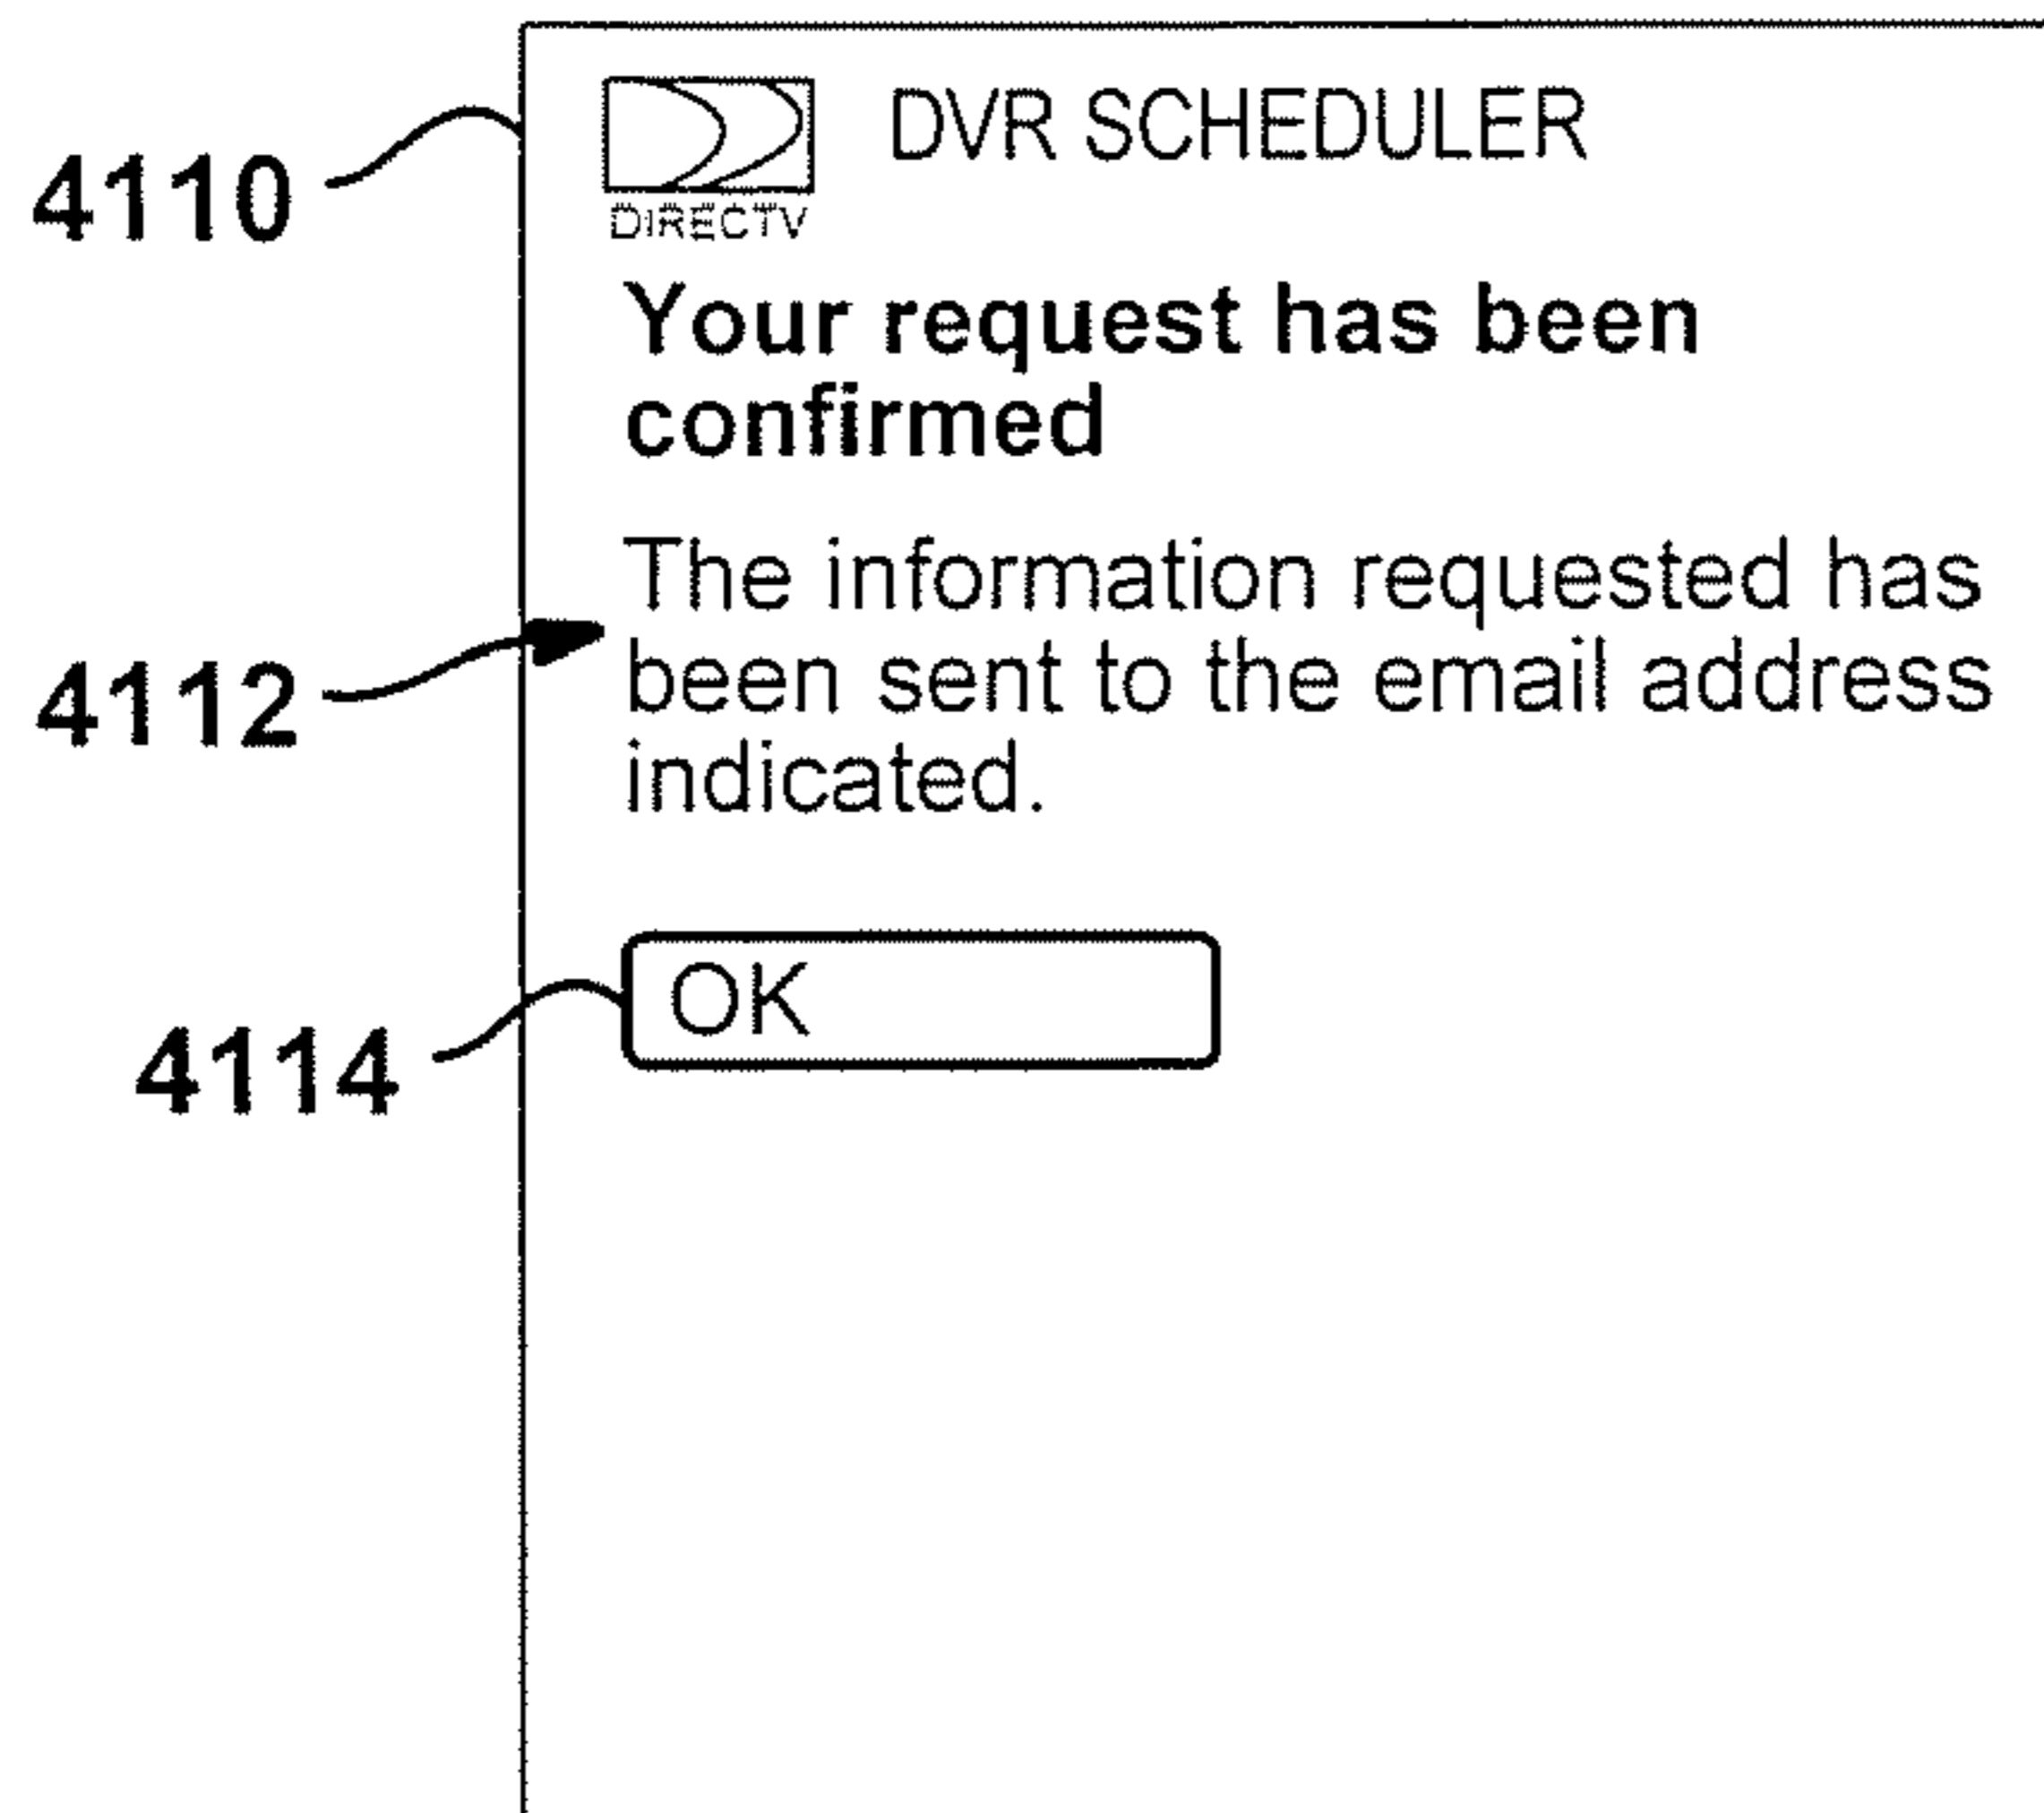 4110
DVR SCHEDULER
DIRECTV
Your request has been
confirmed
The information requested has
4112
been sent to the email address
indicated.
OK
4114